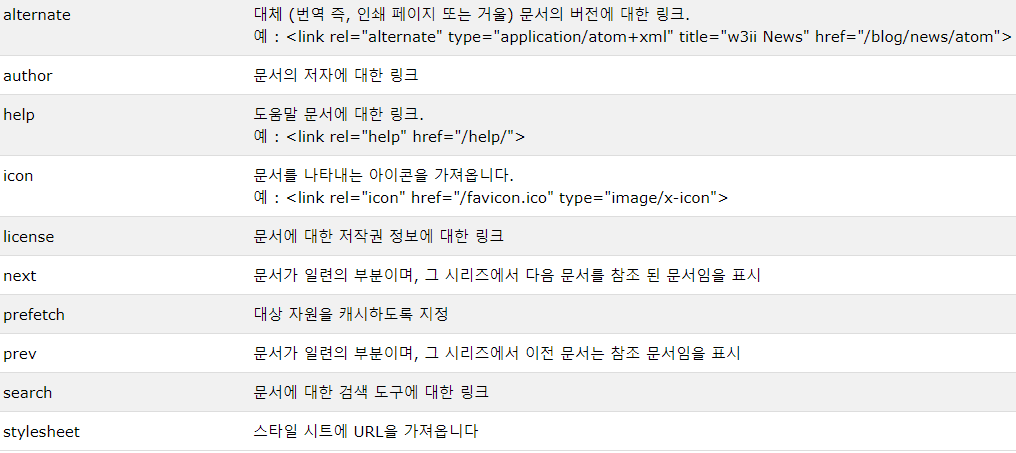 alternate 대체 (번역 즉, 인쇄 페이지 또는 거울) 문서의 버전에 대한 링크.
예 : <link rel="alternate" type="application/atom+xml" title="w3ii News" href="/blog/news/atom">
author 문서의 저자에 대한 링크
help 도움말 문서에 대한 링크.
예 : <link rel="help" href="/help/">
icon 문서를 나타내는 아이콘을 가져옵니다.
예 : <link rel="icon" href="/favicon.ico" type="image/x-icon">
license 문서에 대한 저작권 정보에 대한 링크
next 문서가 일련의 부분이며, 그 시리즈에서 다음 문서를 참조 된 문서임을 표시
prefetch 대상 자원을 캐시하도록 지정
prev 문서가 일련의 부분이며, 그 시리즈에서 이전 문서는 참조 문서임을 표시
search 문서에 대한 검색 도구에 대한 링크
stylesheet 스타일 시트에 URL을 가져옵니다